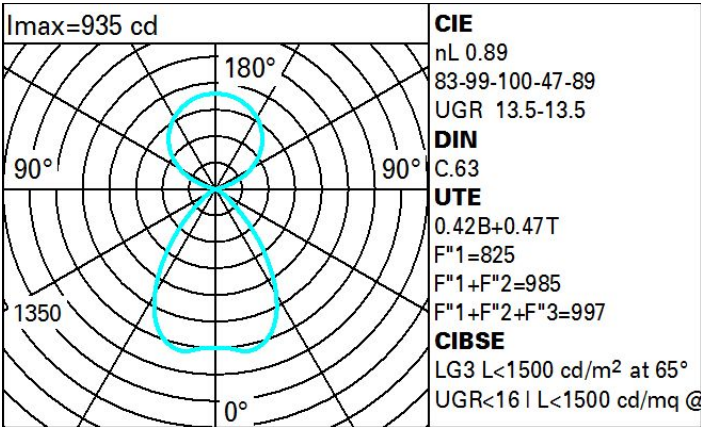 Imax=935 cd
180°
90°
90°
1350
0°
CIE
nL 0.89
83-99-100-47-89
UGR 13.5-13.5
DIN
C.63
UTE
0.42B+0.47T
F"1=825
F"1+F"2=985
F"1+F"2+F"3=997
CIBSE
LG3 L<1500 cd/m² at 65°
UGR<16 | L<1500 cd/mq @